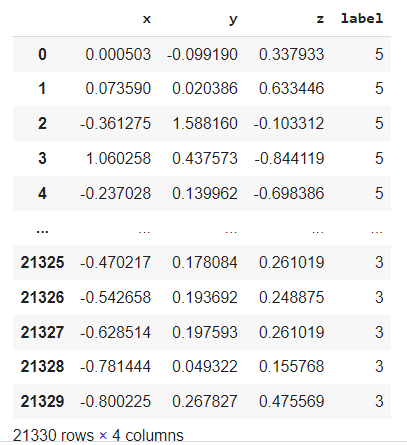 x y z label
0 0.000503 -0.099190 0.337933 5
1 0.073590 0.020386 0.633446 5
2 -0.361275 1.588160 -0.103312 5
3 1.060258 0.437573 -0.844119 5
4 -0.237028 0.139962 -0.698386 5
... ... ... ... ...
21325 -0.470217 0.178084 0.261019 3
21326 -0.542658 0.193692 0.248875 3
21327 -0.628514 0.197593 0.261019 3
21328 -0.781444 0.049322 0.155768 3
21329 -0.800225 0.267827 0.475569 3
21330 rows × 4 columns